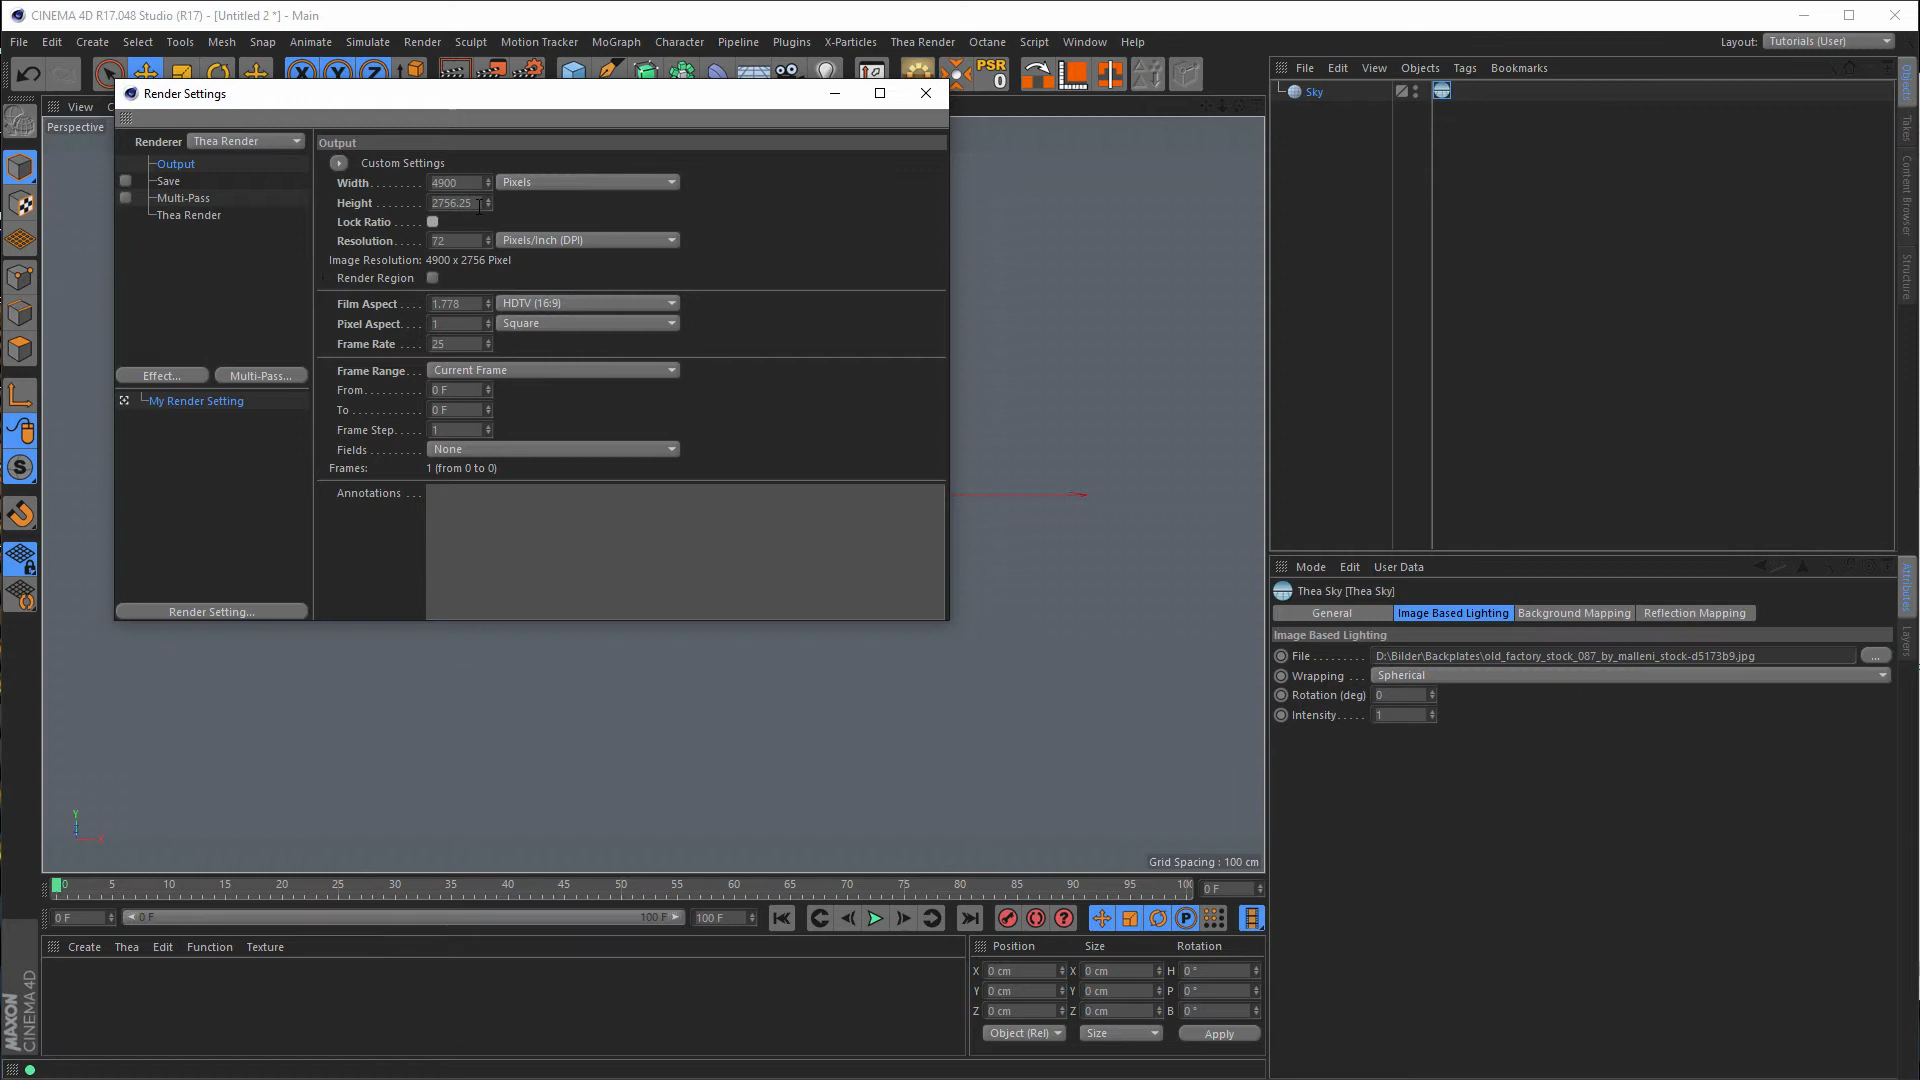 CINEMA 4D R17.048 Studio (R17) - [Untitled 2 *] - Main
File Edit Create Select Tools Mesh Snap Animate Simulate Render Sculpt Motion Tracker MoGraph Character Pipeline Plugins X-Particles Thea Render Octane Script Window Help
Layout: Tutorials (User)
X Y Z PSR 0
File Edit View Objects Tags Bookmarks
Sky
Objects
Takes
Content Browser
Structure
View
Perspective
Render Settings
Renderer Thea Render
Output
Save
Multi-Pass
Thea Render
Effect... Multi-Pass...
My Render Setting
Render Setting...
Output
Custom Settings
Width 4900 Pixels
Height 2756.25
Lock Ratio
Resolution 72 Pixels/Inch (DPI)
Image Resolution: 4900 x 2756 Pixel
Render Region
Film Aspect 1.778 HDTV (16:9)
Pixel Aspect 1 Square
Frame Rate 25
Frame Range Current Frame
From 0 F
To 0 F
Frame Step 1
Fields None
Frames: 1 (from 0 to 0)
Annotations
Y
X
Grid Spacing : 100 cm
Mode Edit User Data
Thea Sky [Thea Sky]
General Image Based Lighting Background Mapping Reflection Mapping
Image Based Lighting
File D:\Bilder\Backplates\old_factory_stock_087_by_malleni_stock-d5173b9.jpg ...
Wrapping Spherical
Rotation (deg) 0
Intensity 1
Attributes
Layers
0 5 10 15 20 25 30 35 40 45 50 55 60 65 70 75 80 85 90 95 0 F
0 F 0 F 100 F 100 F
Create Thea Edit Function Texture
Position Size Rotation
X 0 cm X 0 cm H 0 °
Y 0 cm Y 0 cm P 0 °
Z 0 cm Z 0 cm B 0 °
Object (Rel) Size Apply
MAXON
CINEMA 4D